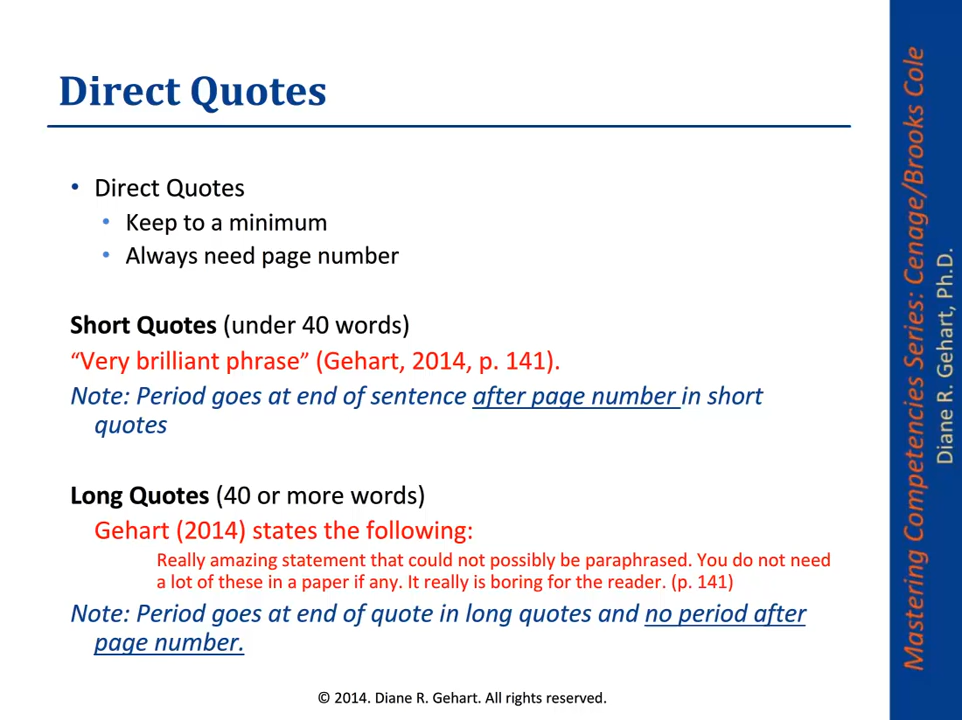 Direct Quotes
• Direct Quotes
• Keep to a minimum
• Always need page number
Short Quotes (under 40 words)
“Very brilliant phrase” (Gehart, 2014, p. 141).
Note: Period goes at end of sentence after page number in short
quotes
Long Quotes (40 or more words)
Gehart (2014) states the following:
Really amazing statement that could not possibly be paraphrased. You do not need
a lot of these in a paper if any. It really is boring for the reader. (p. 141)
Note: Period goes at end of quote in long quotes and no period after
page number.
© 2014. Diane R. Gehart. All rights reserved.
Mastering Competencies Series: Cenage/Brooks Cole
Diane R. Gehart, Ph.D.